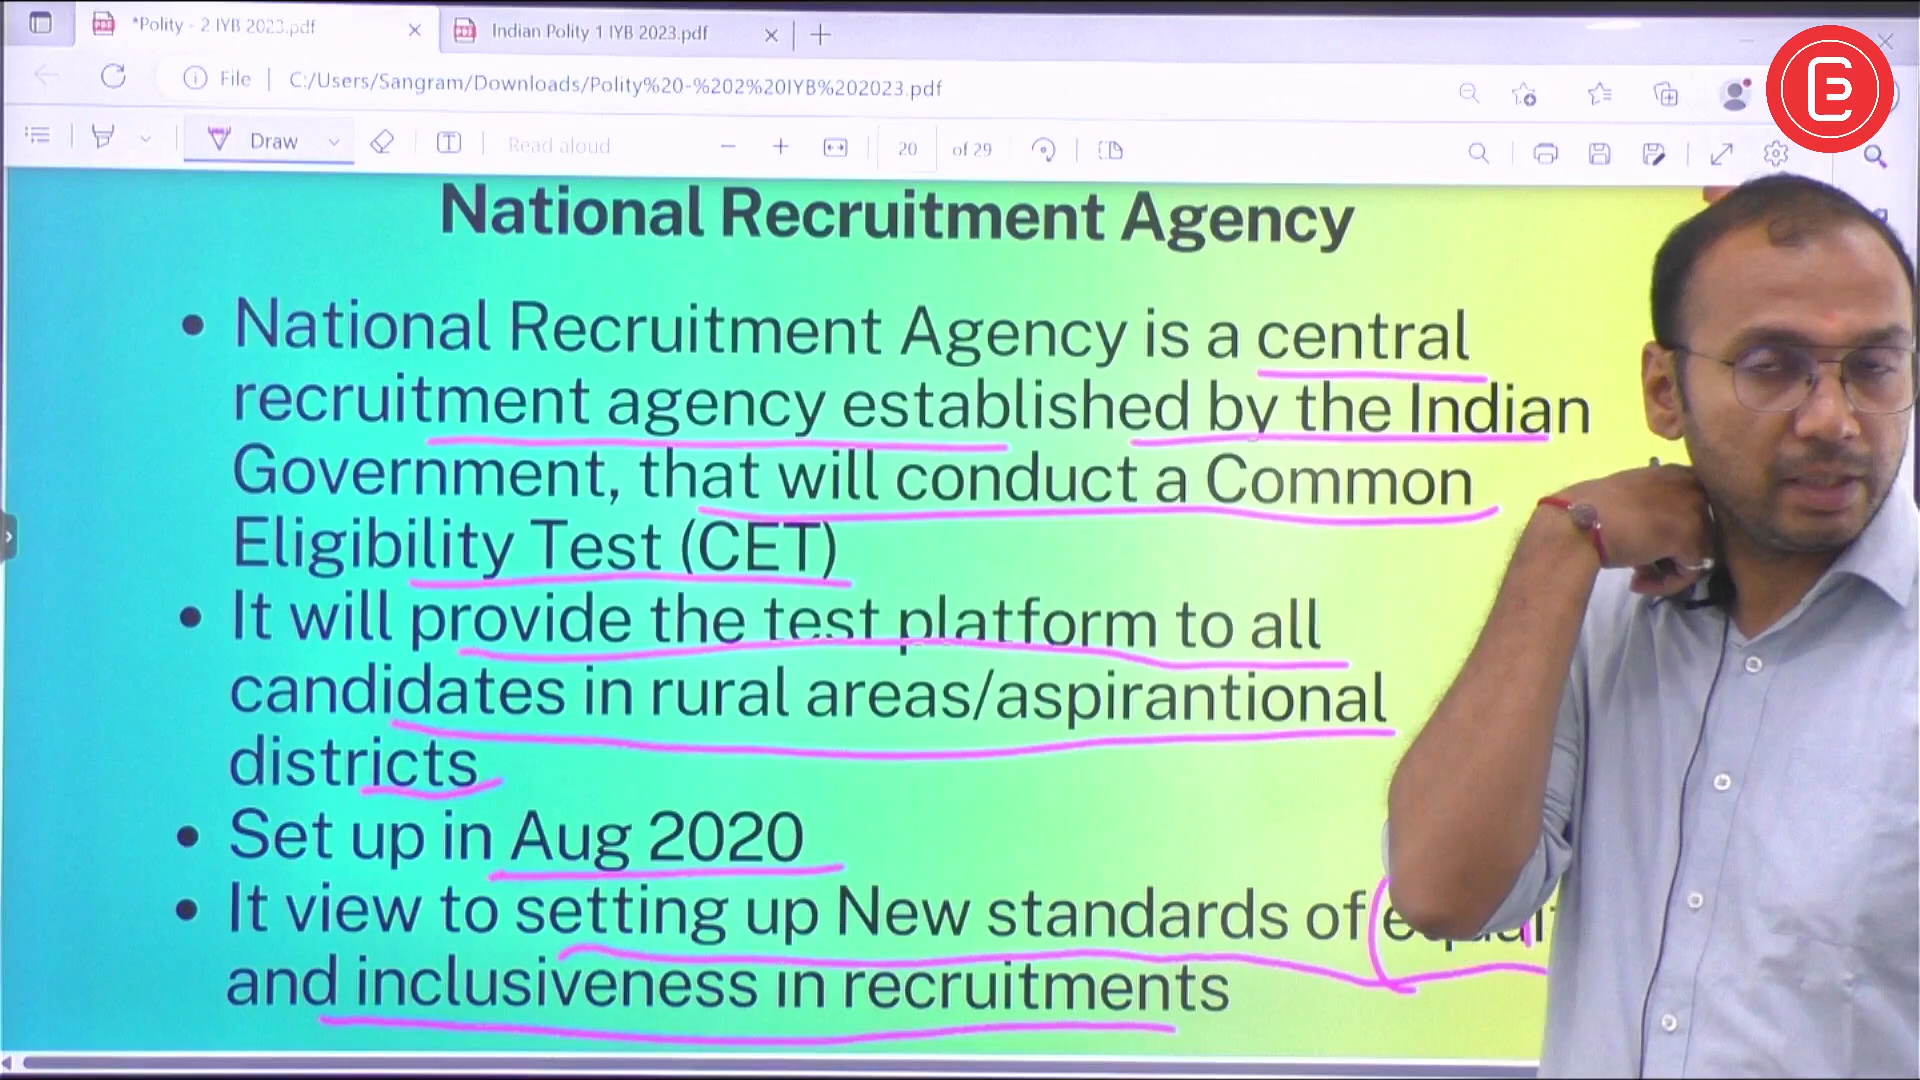 *Polity - 2 IYB 2023.pdf
Indian Polity 1 IYB 2023.pdf
File
C:/Users/Sangram/Downloads/Polity%20-%202%20IYB%202023.pdf
Draw
Read aloud
20
of 29
National Recruitment Agency
• National Recruitment Agency is a central
recruitment agency established by the Indian
Government, that will conduct a Common
Eligibility Test (CET)
• It will provide the test platform to all
candidates in rural areas/aspirantional
districts
• Set up in Aug 2020
• It view to setting up New standards of
and inclusiveness in recruitments